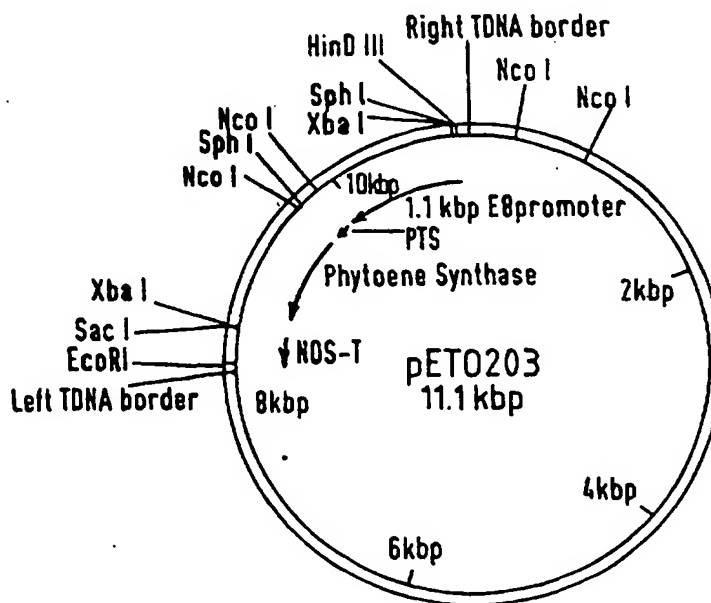 Right TDNA border
HinD III
Nco I
Sph I
Xba I
Nco I
Nco I
Sph I
Nco I
10kbp
1.1 kbp E8promoter
PTS
Phytoene Synthase
2kbp
Xba I
Sac I
EcoRI
NOS-T
Left TDNA border
8kbp
pETO203
11.1 kbp
4kbp
6kbp